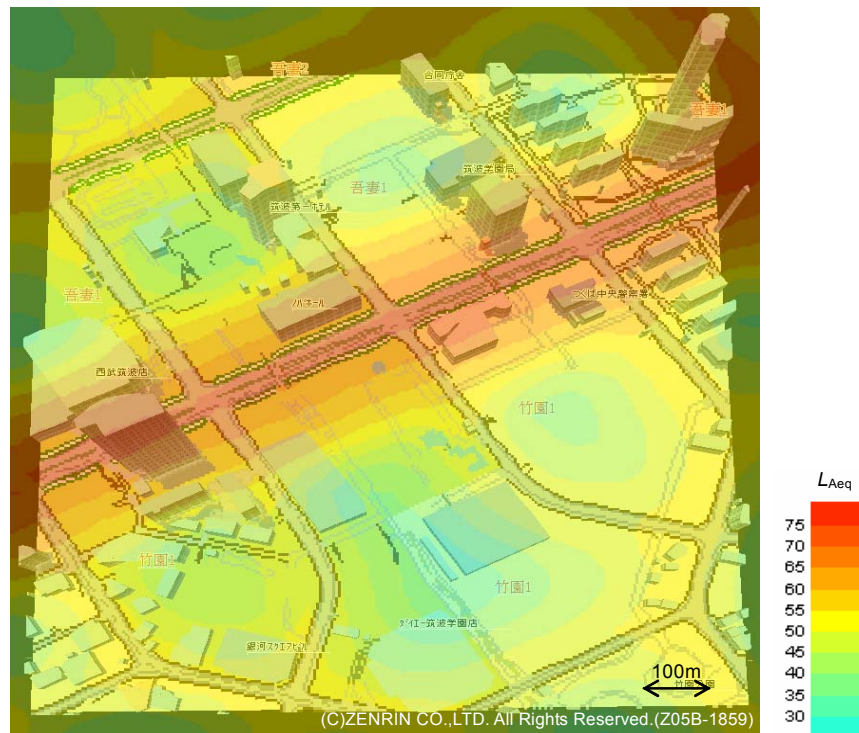 吾妻2
合同庁舎
吾妻1
筑波学園局
吾妻1
筑波第一ホテル
吾妻1
ノバホール
つくば中央警察署
西武筑波店
竹園1
竹園1
竹園1
ダイエー筑波学園店
銀河スクエアビル
100m
(C)ZENRIN CO.,LTD. All Rights Reserved.(Z05B-1859)
LAeq
75
70
65
60
55
50
45
40
35
30